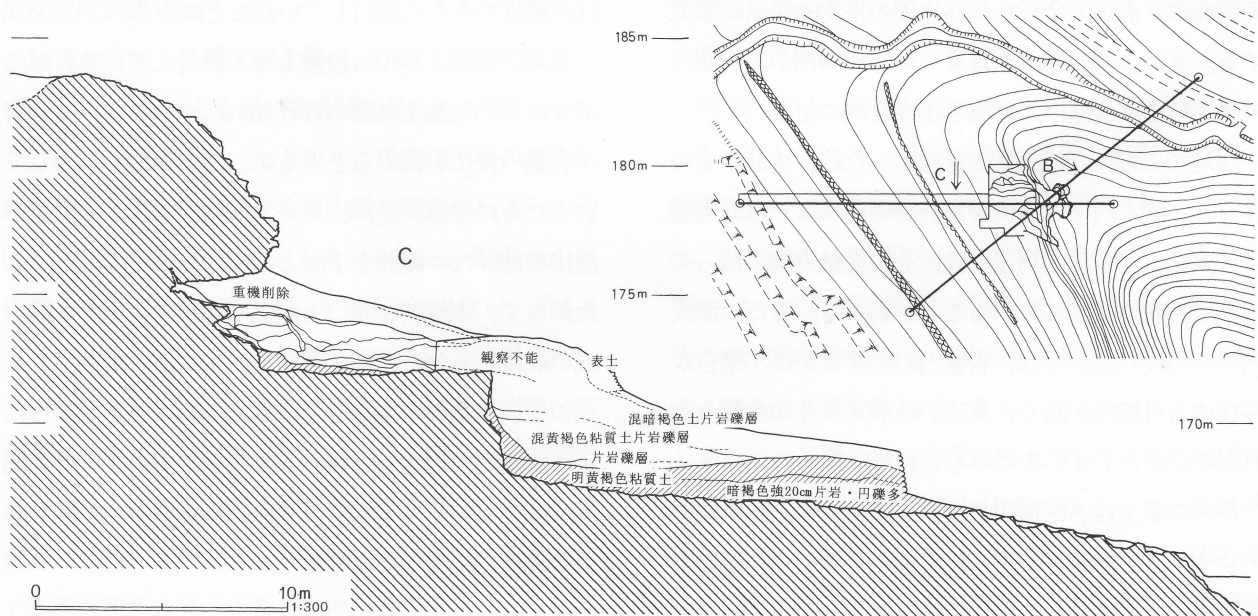 185m
180m
175m
170m
C
B
C
重機削除
観察不能
表土
混暗褐色土片岩礫層
混黄褐色粘質土片岩礫層
片岩礫層
明黄褐色粘質土
暗褐色強20cm片岩・円礫多
0
10m
1:300